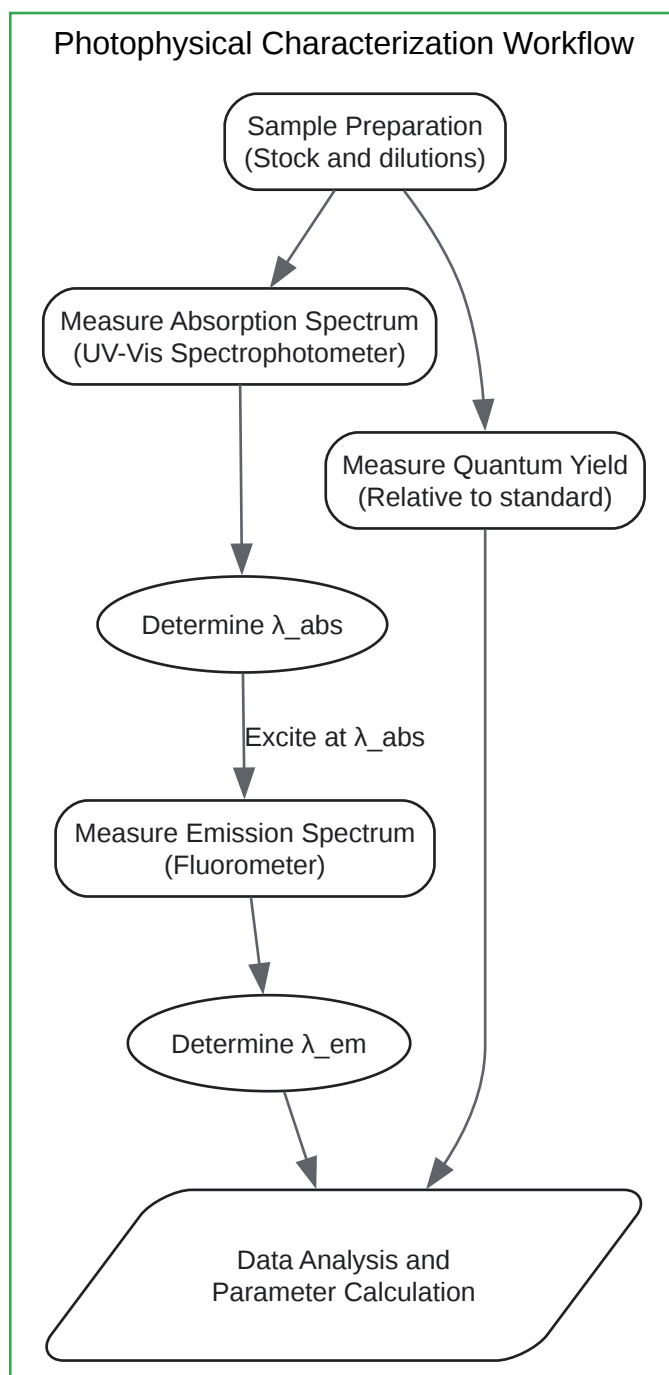 Photophysical Characterization Workflow
Sample Preparation
(Stock and dilutions)
Measure Absorption Spectrum
(UV-Vis Spectrophotometer)
Measure Quantum Yield
(Relative to standard)
Determine λ_abs
Excite at λ_abs
Measure Emission Spectrum
(Fluorometer)
Determine λ_em
Data Analysis and
Parameter Calculation